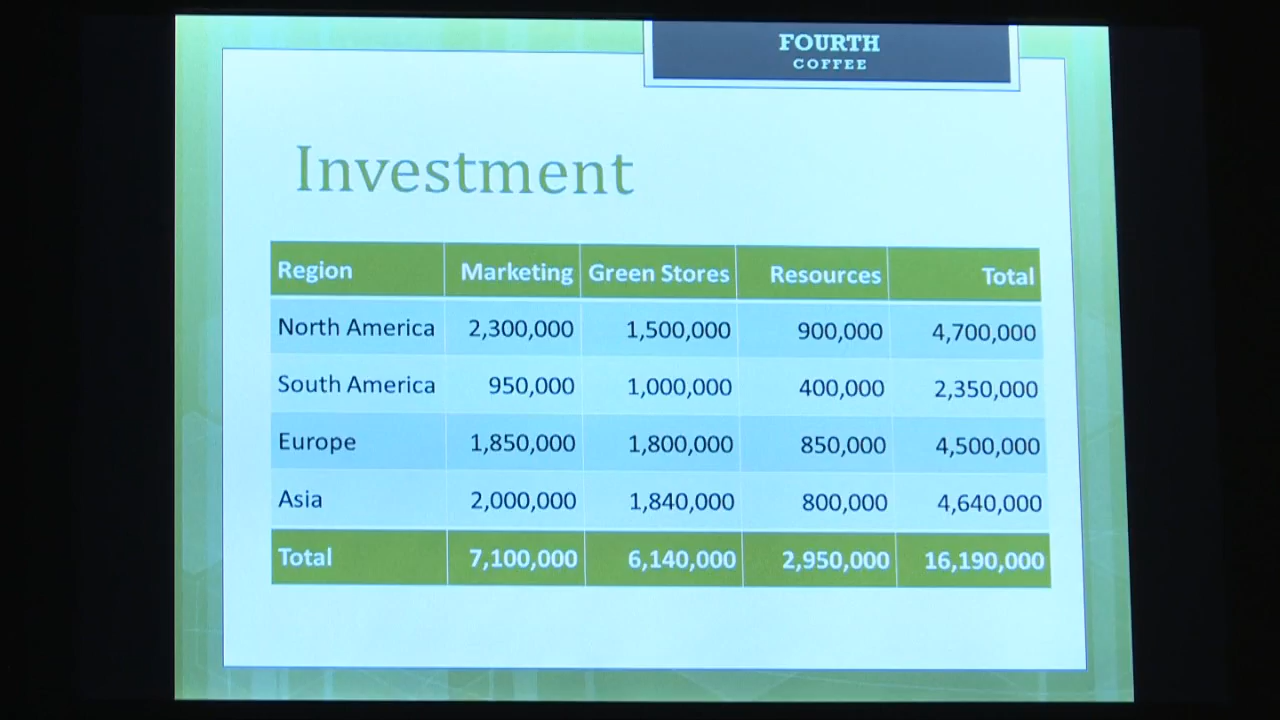 FOURTH
COFFEE
Investment
Region Marketing Green Stores Resources Total
North America 2,300,000 1,500,000 900,000 4,700,000
South America 950,000 1,000,000 400,000 2,350,000
Europe 1,850,000 1,800,000 850,000 4,500,000
Asia 2,000,000 1,840,000 800,000 4,640,000
Total 7,100,000 6,140,000 2,950,000 16,190,000